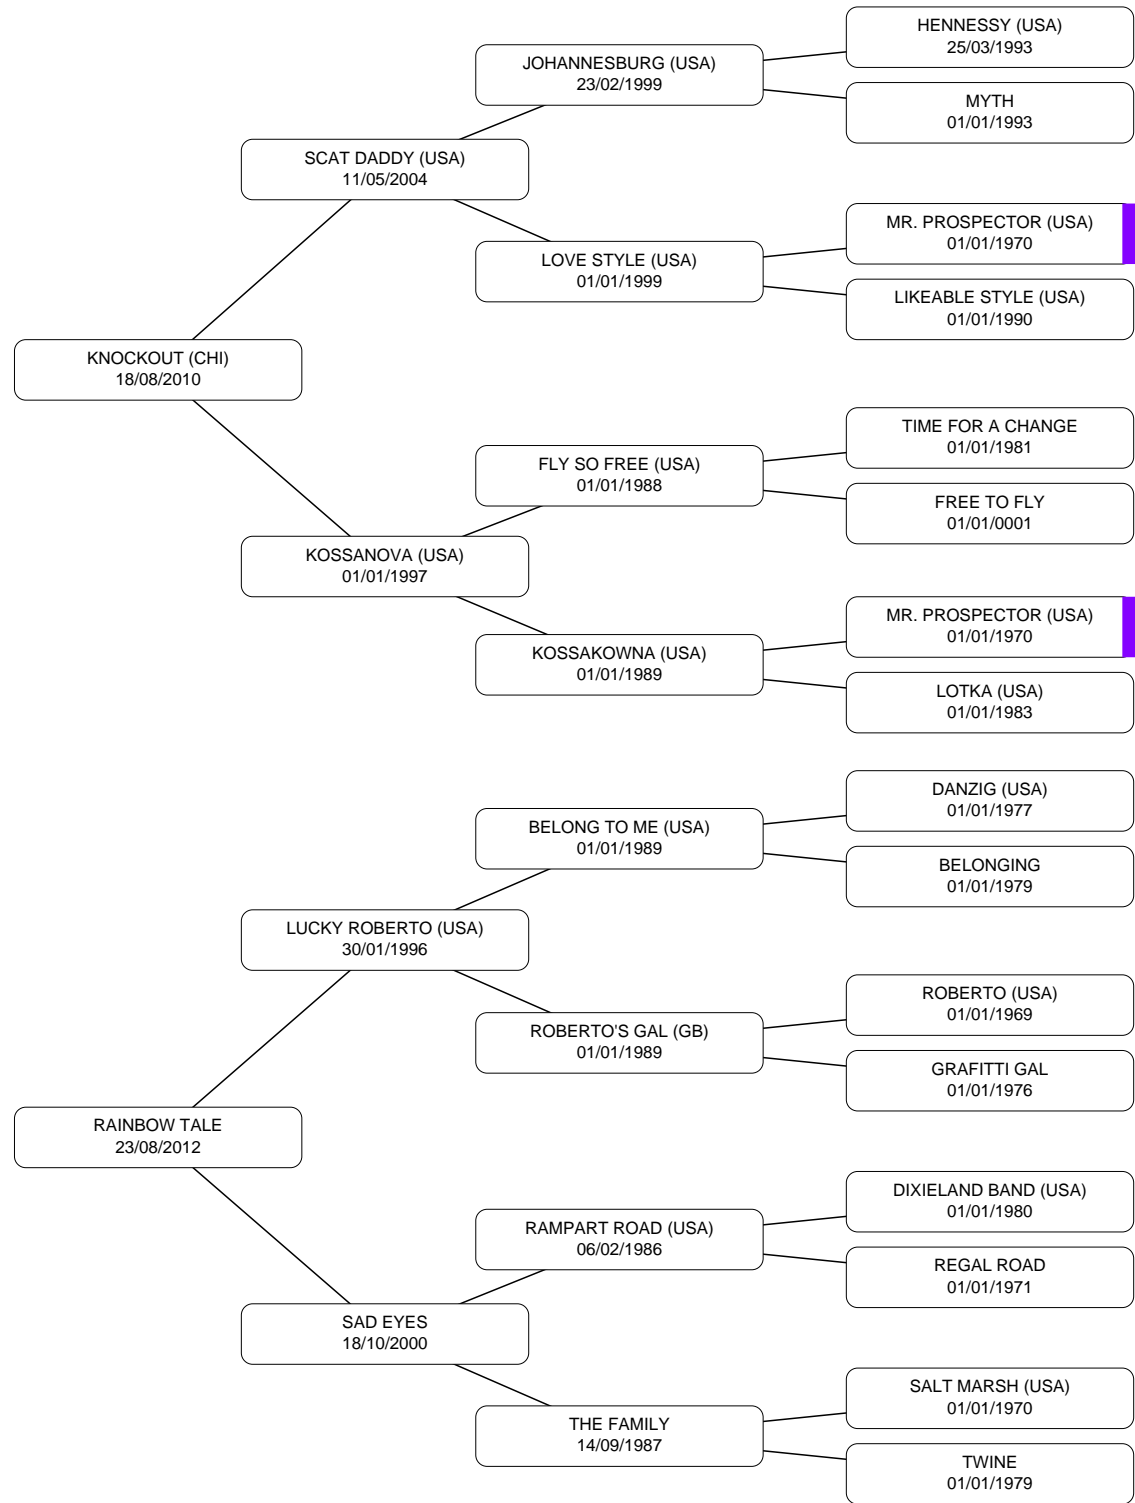 HENNESSY (USA)
25/03/1993
JOHANNESBURG (USA)
23/02/1999
MYTH
01/01/1993
SCAT DADDY (USA)
11/05/2004
MR. PROSPECTOR (USA)
01/01/1970
LOVE STYLE (USA)
01/01/1999
LIKEABLE STYLE (USA)
01/01/1990
KNOCKOUT (CHI)
18/08/2010
TIME FOR A CHANGE
01/01/1981
FLY SO FREE (USA)
01/01/1988
FREE TO FLY
01/01/0001
KOSSANOVA (USA)
01/01/1997
MR. PROSPECTOR (USA)
01/01/1970
KOSSAKOWNA (USA)
01/01/1989
LOTKA (USA)
01/01/1983
DANZIG (USA)
01/01/1977
BELONG TO ME (USA)
01/01/1989
BELONGING
01/01/1979
LUCKY ROBERTO (USA)
30/01/1996
ROBERTO (USA)
01/01/1969
ROBERTO'S GAL (GB)
01/01/1989
GRAFITTI GAL
01/01/1976
RAINBOW TALE
23/08/2012
DIXIELAND BAND (USA)
01/01/1980
RAMPART ROAD (USA)
06/02/1986
REGAL ROAD
01/01/1971
SAD EYES
18/10/2000
SALT MARSH (USA)
01/01/1970
THE FAMILY
14/09/1987
TWINE
01/01/1979